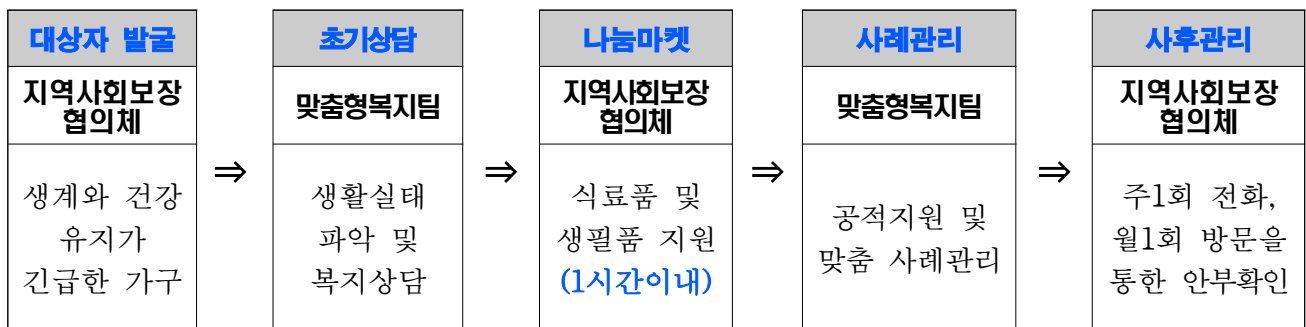 대상자 발굴
지역사회보장
협의체
생계와 건강
유지가
긴급한 가구
⇒
초기상담
맞춤형복지팀
생활실태
파악 및
복지상담
⇒
나눔마켓
지역사회보장
협의체
식료품 및
생필품 지원
(1시간이내)
⇒
사례관리
맞춤형복지팀
공적지원 및
맞춤 사례관리
⇒
사후관리
지역사회보장
협의체
주1회 전화,
월1회 방문을
통한 안부확인